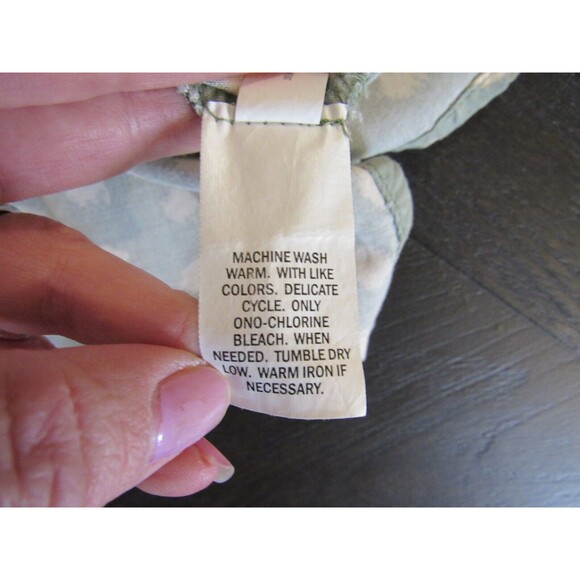 MACHINE WASH
WARM. WITH LIKE
COLORS. DELICATE
CYCLE. ONLY
ONO-CHLORINE
BLEACH. WHEN
NEEDED. TUMBLE DRY
LOW. WARM IRON IF
NECESSARY.